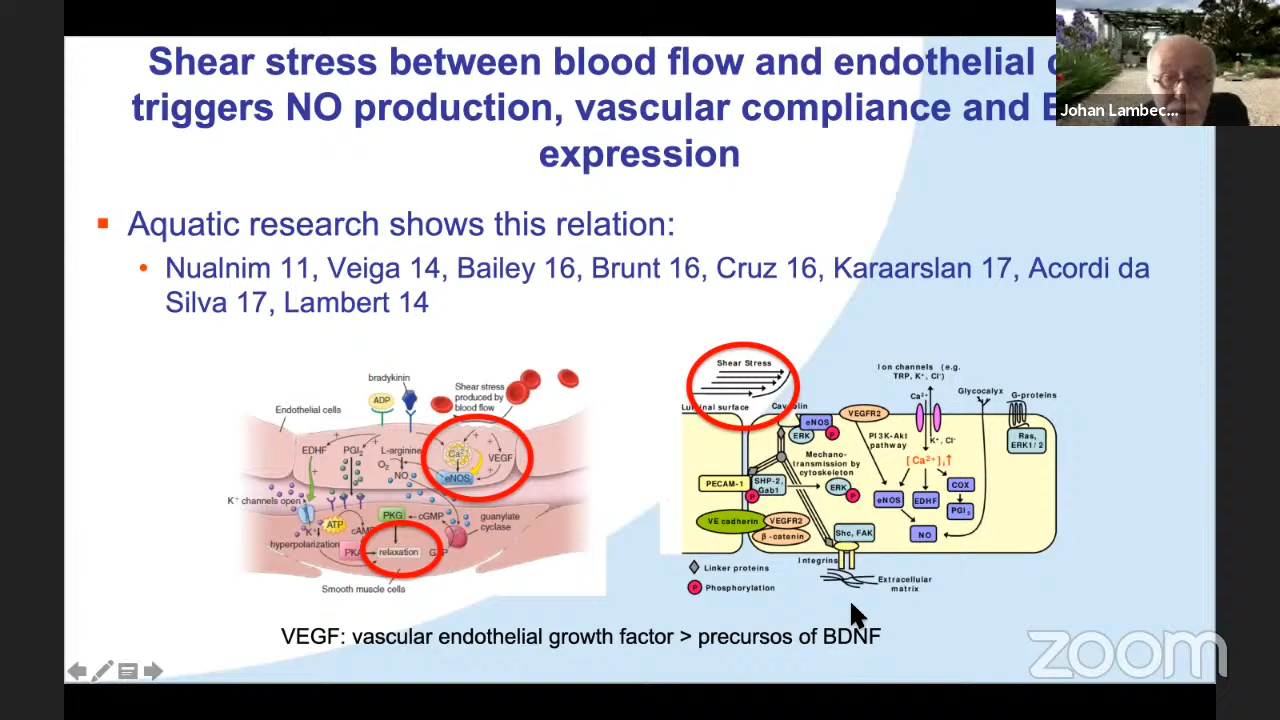 Shear stress between blood flow and endothelial
triggers NO production, vascular compliance and
expression
Johan Lambec...
Aquatic research shows this relation:
Nualnim 11, Veiga 14, Bailey 16, Brunt 16, Cruz 16, Karaarslan 17, Acordi da
Silva 17, Lambert 14
bradykinin
ADP
Shear stress
produced by
blood flow
Endothelial cells
EDHF
PGI2
L-arginine
O2
NO
Ca2+
VEGF
eNOS
K+ channels open
ATP
cAMP
PKG
cGMP
guanylate
cyclase
K+
hyperpolarization
PKA
relaxation
GTP
Smooth muscle cells
Shear Stress
Luminal surface
Caveolin
eNOS
ERK
P
VEGFR2
Ion channels (e.g.
TRP, K+, Cl-)
Ca2+
Glycocalyx
G-proteins
K+, Cl-
Ras,
ERK1/2
PI3K-Akt
pathway
Mechano-
transmission by
cytoskeleton
[Ca2+]i↑
PECAM-1
SHP-2,
Gab1
P
ERK
P
eNOS
EDHF
COX
PGI2
NO
VE cadherin
VEGFR2
β-catenin
Shc, FAK
Integrins
Linker proteins
P Phosphorylation
Extracellular
matrix
VEGF: vascular endothelial growth factor > precursos of BDNF
zoom